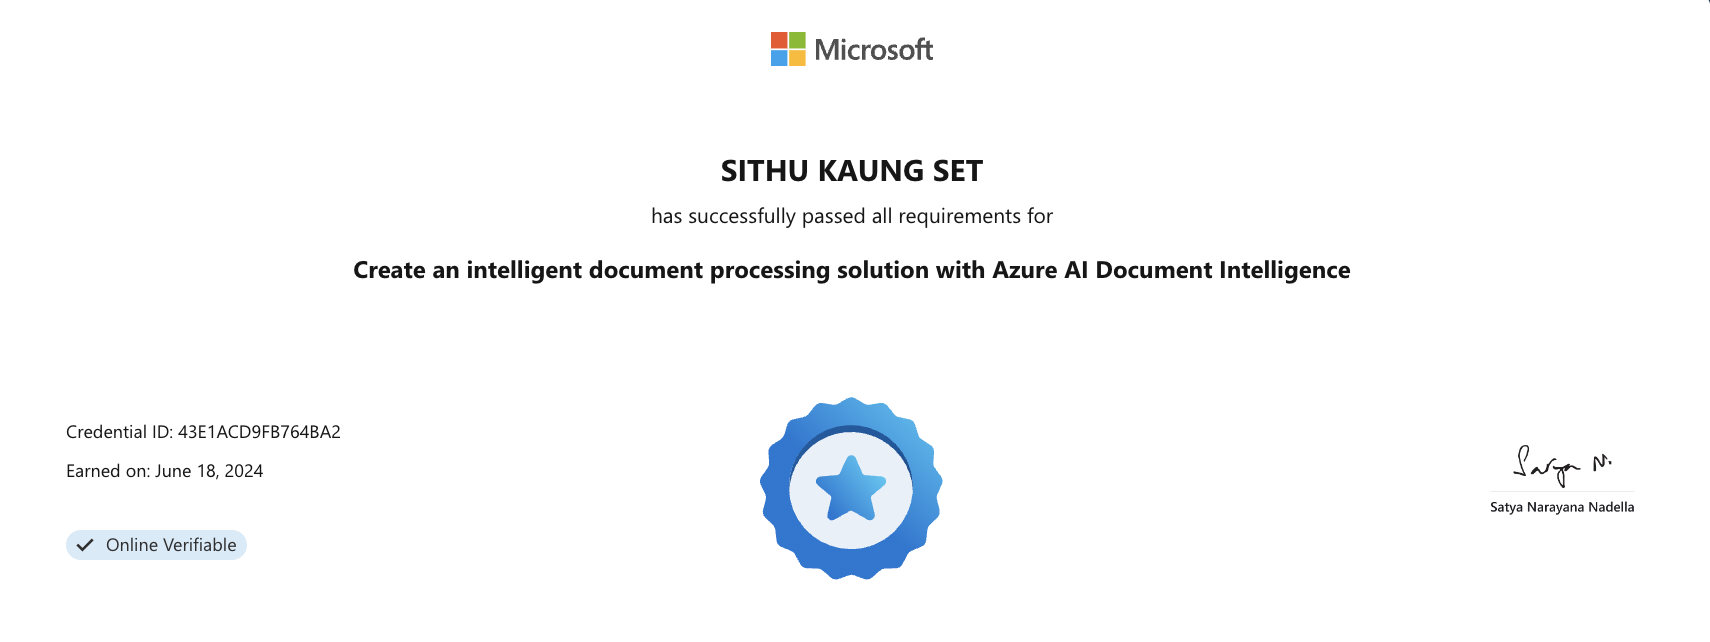 Microsoft
SITHU KAUNG SET
has successfully passed all requirements for
Create an intelligent document processing solution with Azure AI Document Intelligence
Credential ID: 43E1ACD9FB764BA2
Earned on: June 18, 2024
Online Verifiable
Satya N.
Satya Narayana Nadella